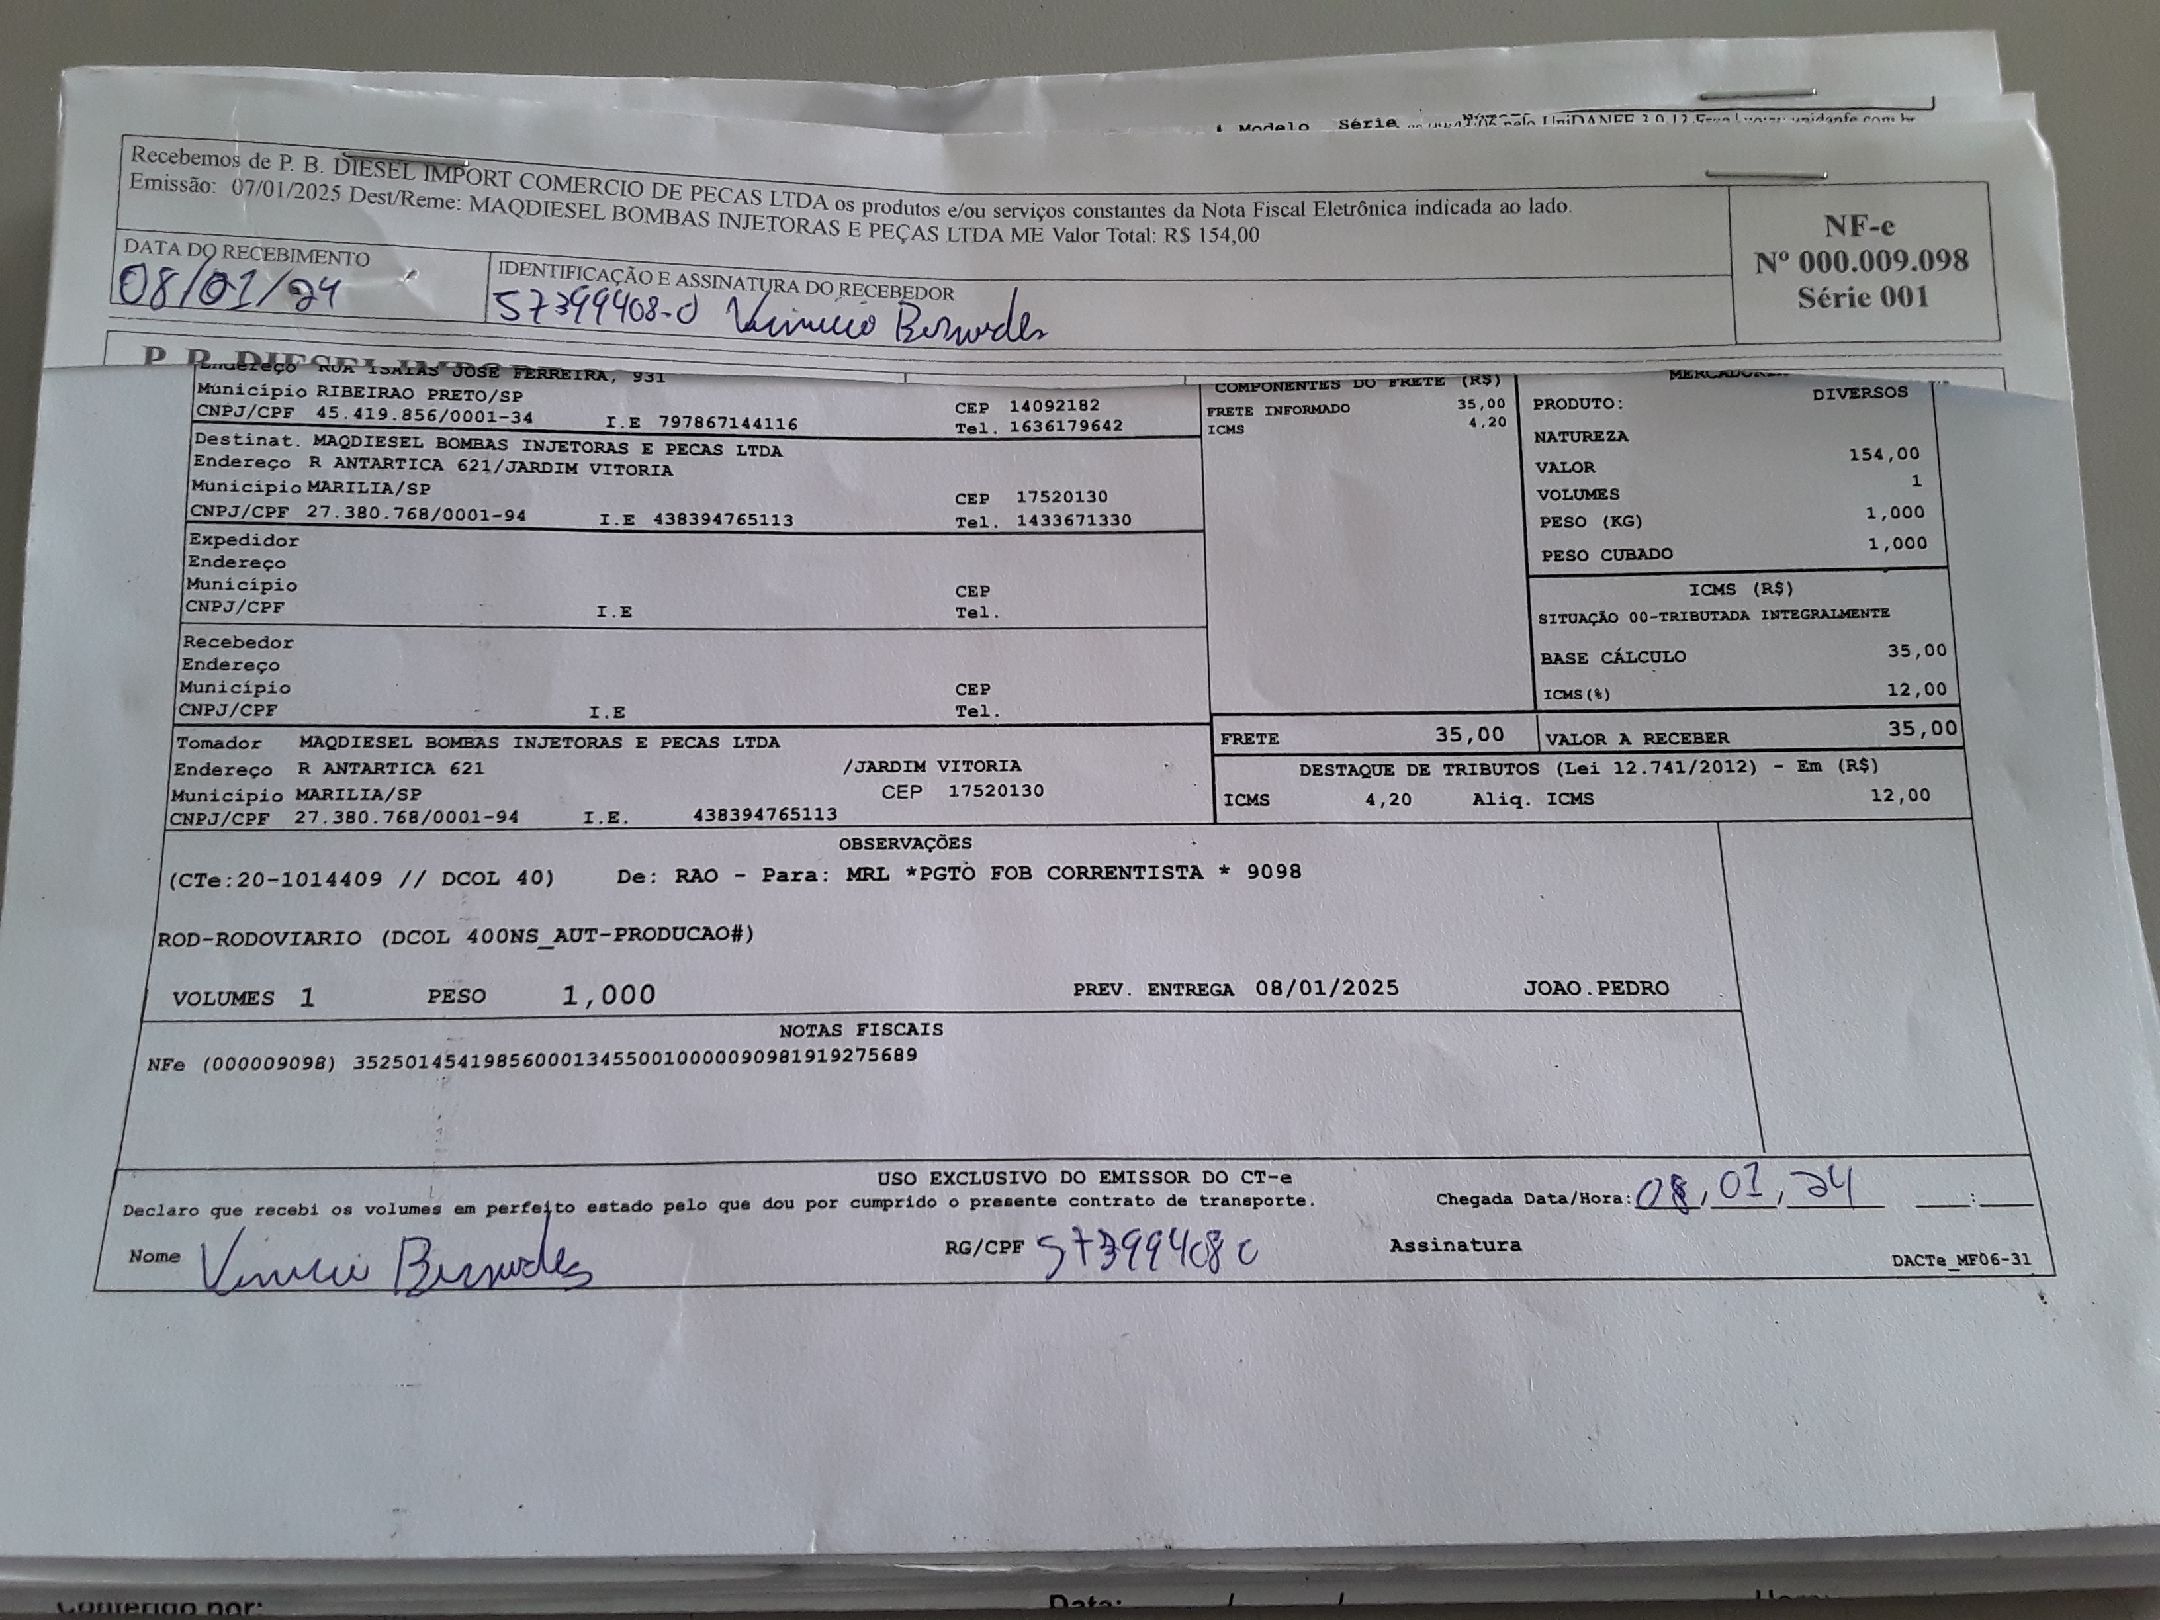 Modelo Série
pelo UniDANFE 3.0.12
Recebemos de P. B. DIESEL IMPORT COMERCIO DE PECAS LTDA os produtos e/ou serviços constantes da Nota Fiscal Eletrônica indicada ao lado.
Emissão: 07/01/2025 Dest/Reme: MAQDIESEL BOMBAS INJETORAS E PEÇAS LTDA ME Valor Total: R$ 154,00
NF-e
Nº 000.009.098
Série 001
DATA DO RECEBIMENTO
08/01/24
IDENTIFICAÇÃO E ASSINATURA DO RECEBEDOR
57399408-0 Vinicio Bernardes
P. B. DIESEL IMPO
Endereço RUA ISAIAS JOSE FERREIRA, 931
Município RIBEIRAO PRETO/SP CEP 14092182
CNPJ/CPF 45.419.856/0001-34 I.E 797867144116 Tel. 1636179642
Destinat. MAQDIESEL BOMBAS INJETORAS E PECAS LTDA
Endereço R ANTARTICA 621/JARDIM VITORIA
Município MARILIA/SP CEP 17520130
CNPJ/CPF 27.380.768/0001-94 I.E 438394765113 Tel. 1433671330
Expedidor
Endereço
Município CEP
CNPJ/CPF I.E Tel.
Recebedor
Endereço
Município CEP
CNPJ/CPF I.E Tel.
Tomador MAQDIESEL BOMBAS INJETORAS E PECAS LTDA
Endereço R ANTARTICA 621 /JARDIM VITORIA
Município MARILIA/SP CEP 17520130
CNPJ/CPF 27.380.768/0001-94 I.E. 438394765113
COMPONENTES DO FRETE (R$)
FRETE INFORMADO 35,00
ICMS 4,20
PRODUTO: DIVERSOS
NATUREZA
VALOR 154,00
VOLUMES 1
PESO (KG) 1,000
PESO CUBADO 1,000
ICMS (R$)
SITUAÇÃO 00-TRIBUTADA INTEGRALMENTE
BASE CÁLCULO 35,00
ICMS(%) 12,00
FRETE 35,00 VALOR A RECEBER 35,00
DESTAQUE DE TRIBUTOS (Lei 12.741/2012) - Em (R$)
ICMS 4,20 Aliq. ICMS 12,00
OBSERVAÇÕES
(CTe:20-1014409 // DCOL 40) De: RAO - Para: MRL *PGTO FOB CORRENTISTA * 9098
ROD-RODOVIARIO (DCOL 400NS_AUT-PRODUCAO#)
VOLUMES 1 PESO 1,000 PREV. ENTREGA 08/01/2025 JOAO.PEDRO
NOTAS FISCAIS
NFe (000009098) 35250145419856000134550010000090981919275689
USO EXCLUSIVO DO EMISSOR DO CT-e
Declaro que recebi os volumes em perfeito estado pelo que dou por cumprido o presente contrato de transporte. Chegada Data/Hora: 08,01,24 :
Nome Vinicio Bernardes RG/CPF 573994080 Assinatura
DACTe_MF06-31
Conferido por: Data: / /